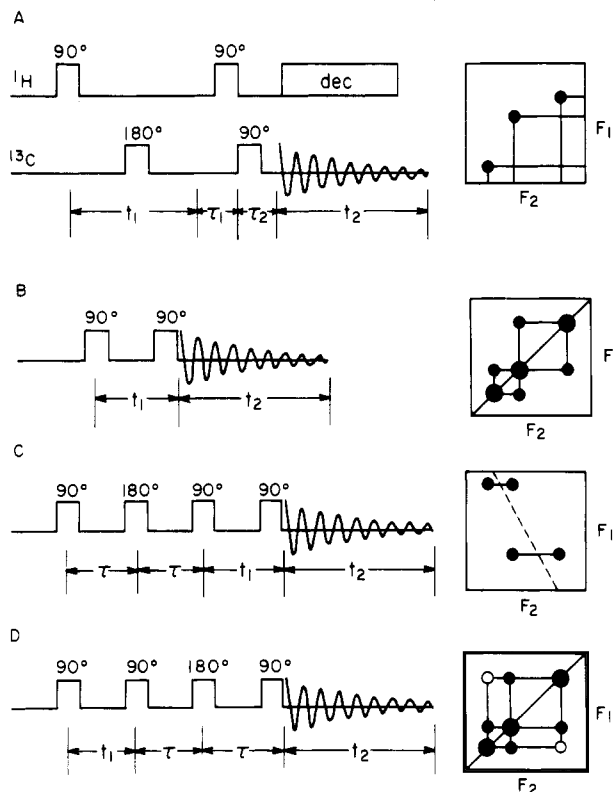 A
90° 90°
¹H dec
180° 90°
¹³C
F₁
F₂
t₁ τ₁ τ₂ t₂
B
90° 90°
F
F₂
t₁ t₂
C
90° 180° 90° 90°
F₁
F₂
τ τ t₁ t₂
D
90° 90° 180° 90°
F₁
F₂
t₁ τ τ t₂